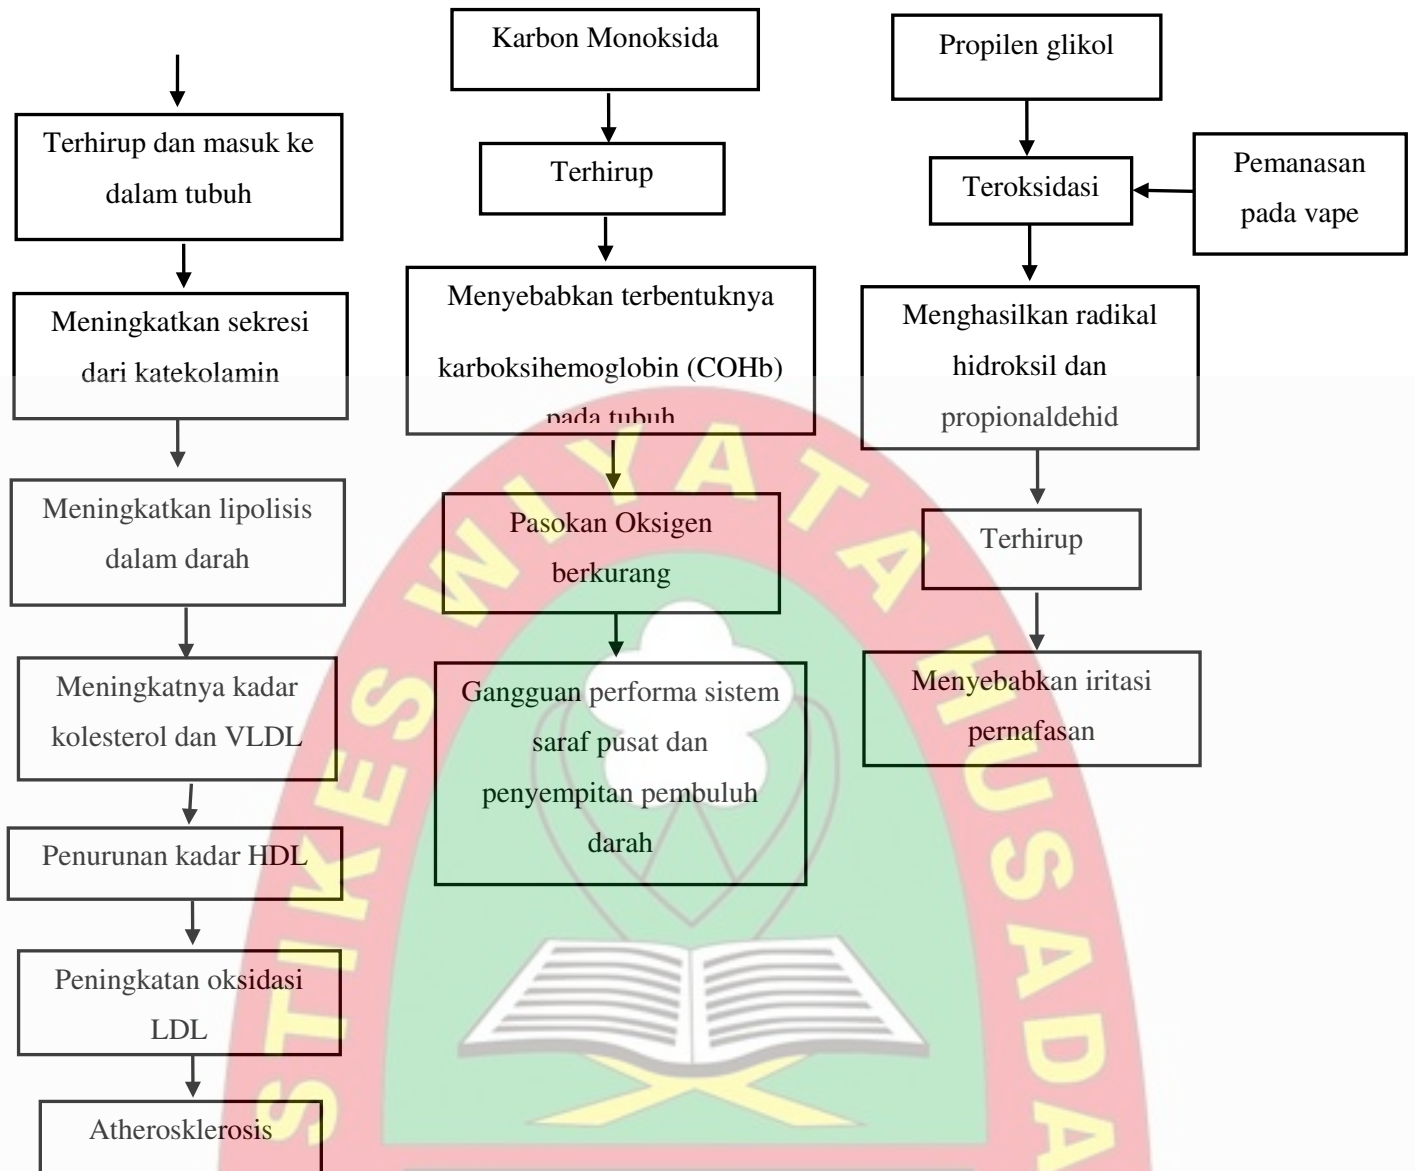 Terhirup dan masuk ke
dalam tubuh
Meningkatkan sekresi
dari katekolamin
Meningkatkan lipolisis
dalam darah
Meningkatnya kadar
kolesterol dan VLDL
Penurunan kadar HDL
Peningkatan oksidasi
LDL
Atherosklerosis
Karbon Monoksida
Terhirup
Menyebabkan terbentuknya
karboksihemoglobin (COHb)
pada tubuh
Pasokan Oksigen
berkurang
Gangguan performa sistem
saraf pusat dan
penyempitan pembuluh
darah
Propilen glikol
Teroksidasi
Pemanasan
pada vape
Menghasilkan radikal
hidroksil dan
propionaldehid
Terhirup
Menyebabkan iritasi
pernafasan
STIKES WIYATA HUSADA